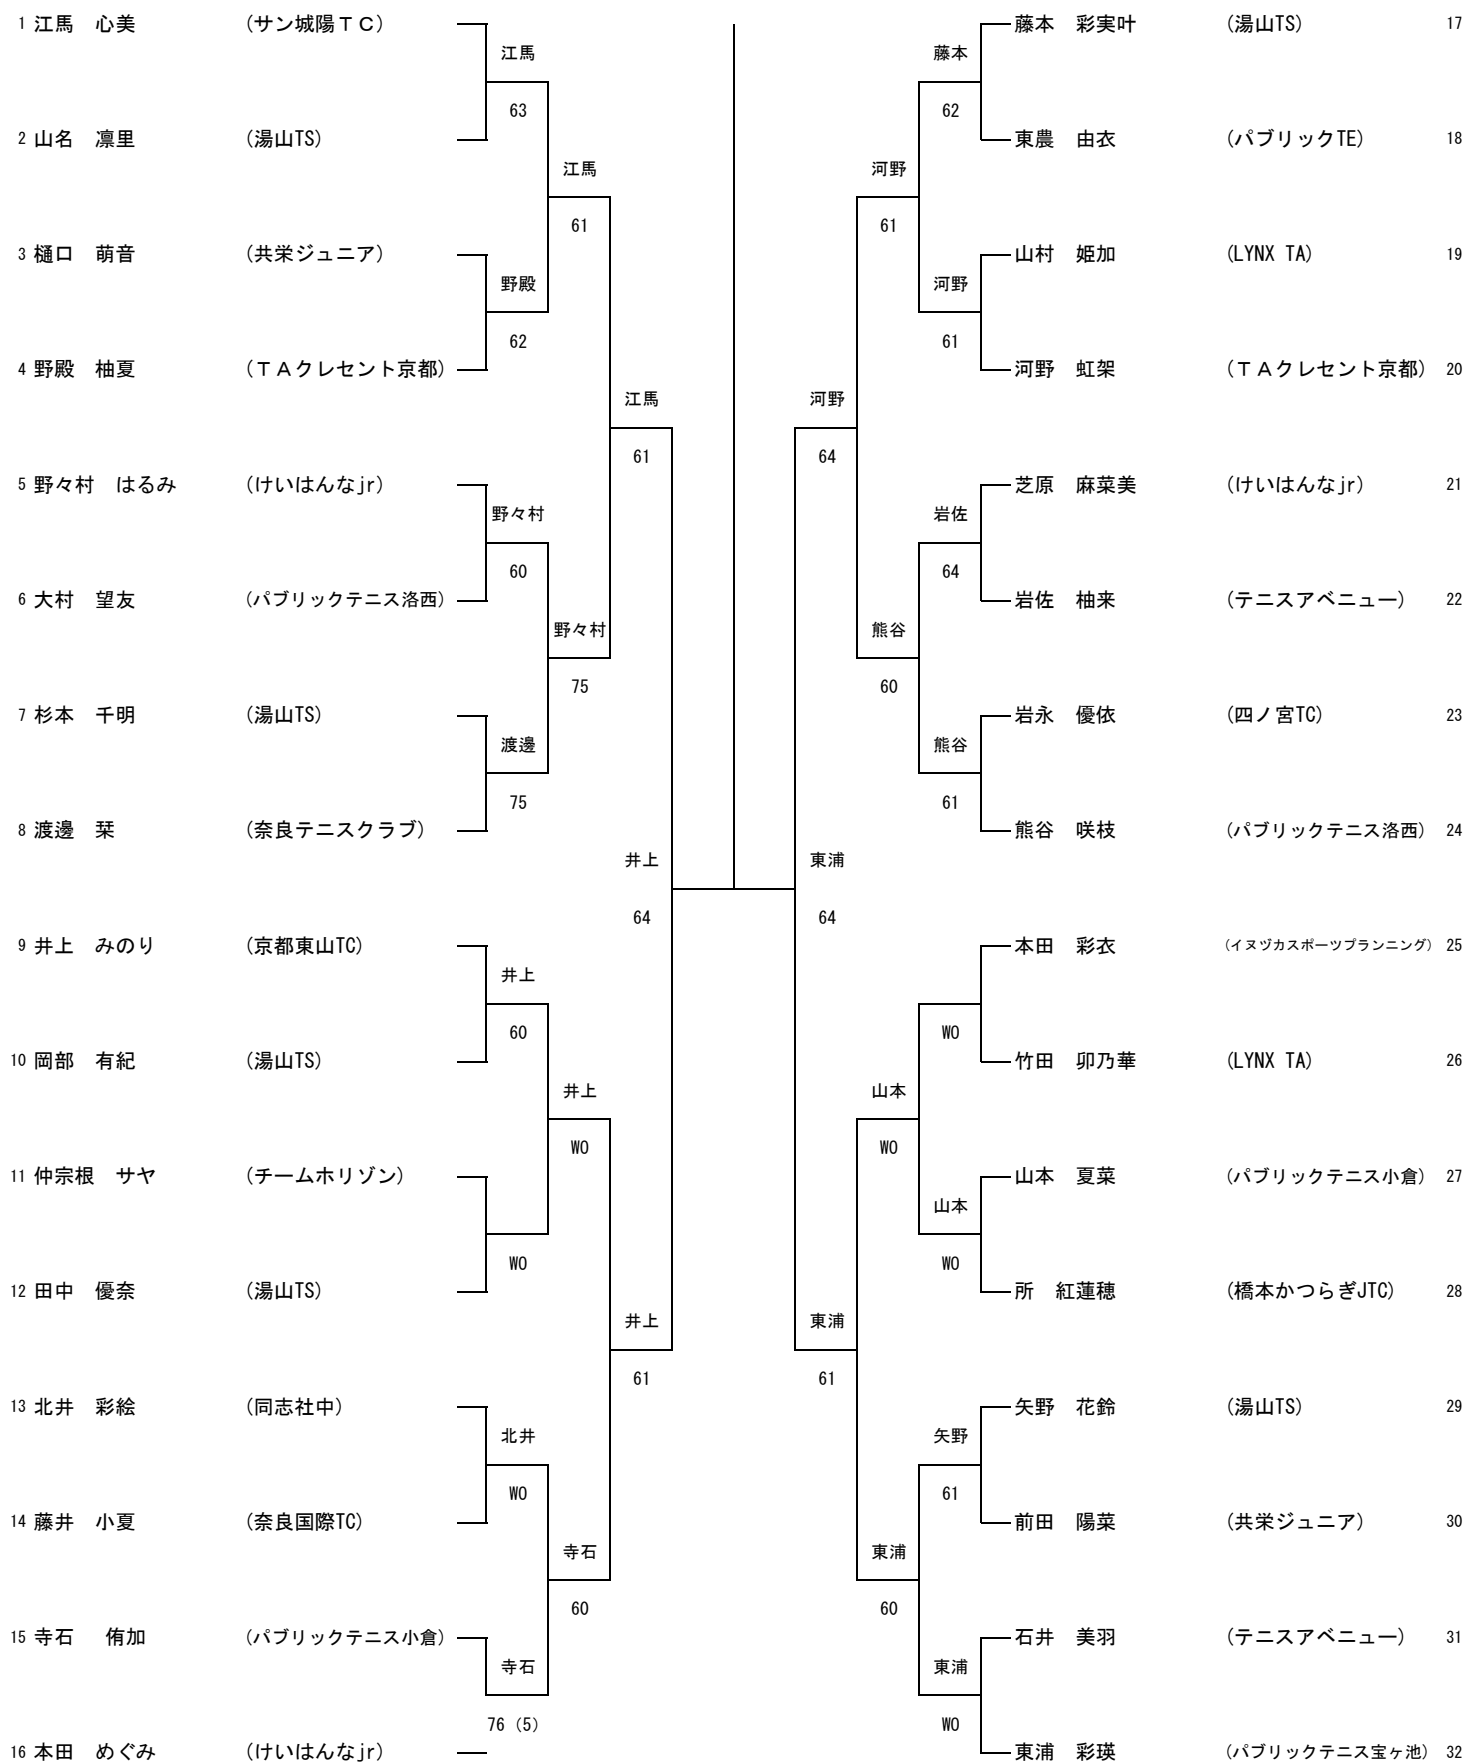 1 江馬　心美 (サン城陽ＴＣ)
江馬
63
2 山名　凛里 (湯山TS)
江馬
61
3 樋口　萌音 (共栄ジュニア)
野殿
62
4 野殿　柚夏 (ＴＡクレセント京都)
江馬
61
5 野々村　はるみ (けいはんなjr)
野々村
60
6 大村　望友 (パブリックテニス洛西)
野々村
75
7 杉本　千明 (湯山TS)
渡邊
75
8 渡邊　栞 (奈良テニスクラブ)
井上
64
9 井上　みのり (京都東山TC)
井上
60
10 岡部　有紀 (湯山TS)
井上
WO
11 仲宗根　サヤ (チームホリゾン)
WO
12 田中　優奈 (湯山TS)
井上
61
13 北井　彩絵 (同志社中)
北井
WO
14 藤井　小夏 (奈良国際TC)
寺石
60
15 寺石　侑加 (パブリックテニス小倉)
寺石
76（5）
16 本田　めぐみ (けいはんなjr)
藤本　彩実叶 (湯山TS) 17
藤本
62
東農　由衣 (パブリックTE) 18
河野
61
山村　姫加 (LYNX TA) 19
河野
61
河野　虹架 (ＴＡクレセント京都) 20
河野
64
芝原　麻菜美 (けいはんなjr) 21
岩佐
64
岩佐　柚来 (テニスアベニュー) 22
熊谷
60
岩永　優依 (四ノ宮TC) 23
熊谷
61
熊谷　咲枝 (パブリックテニス洛西) 24
東浦
64
本田　彩衣 (イヌヅカスポーツプランニング) 25
WO
竹田　卯乃華 (LYNX TA) 26
山本
WO
山本　夏菜 (パブリックテニス小倉) 27
山本
WO
所　紅蓮穂 (橋本かつらぎJTC) 28
東浦
61
矢野　花鈴 (湯山TS) 29
矢野
61
前田　陽菜 (共栄ジュニア) 30
東浦
60
石井　美羽 (テニスアベニュー) 31
東浦
WO
東浦　彩瑛 (パブリックテニス宝ヶ池) 32